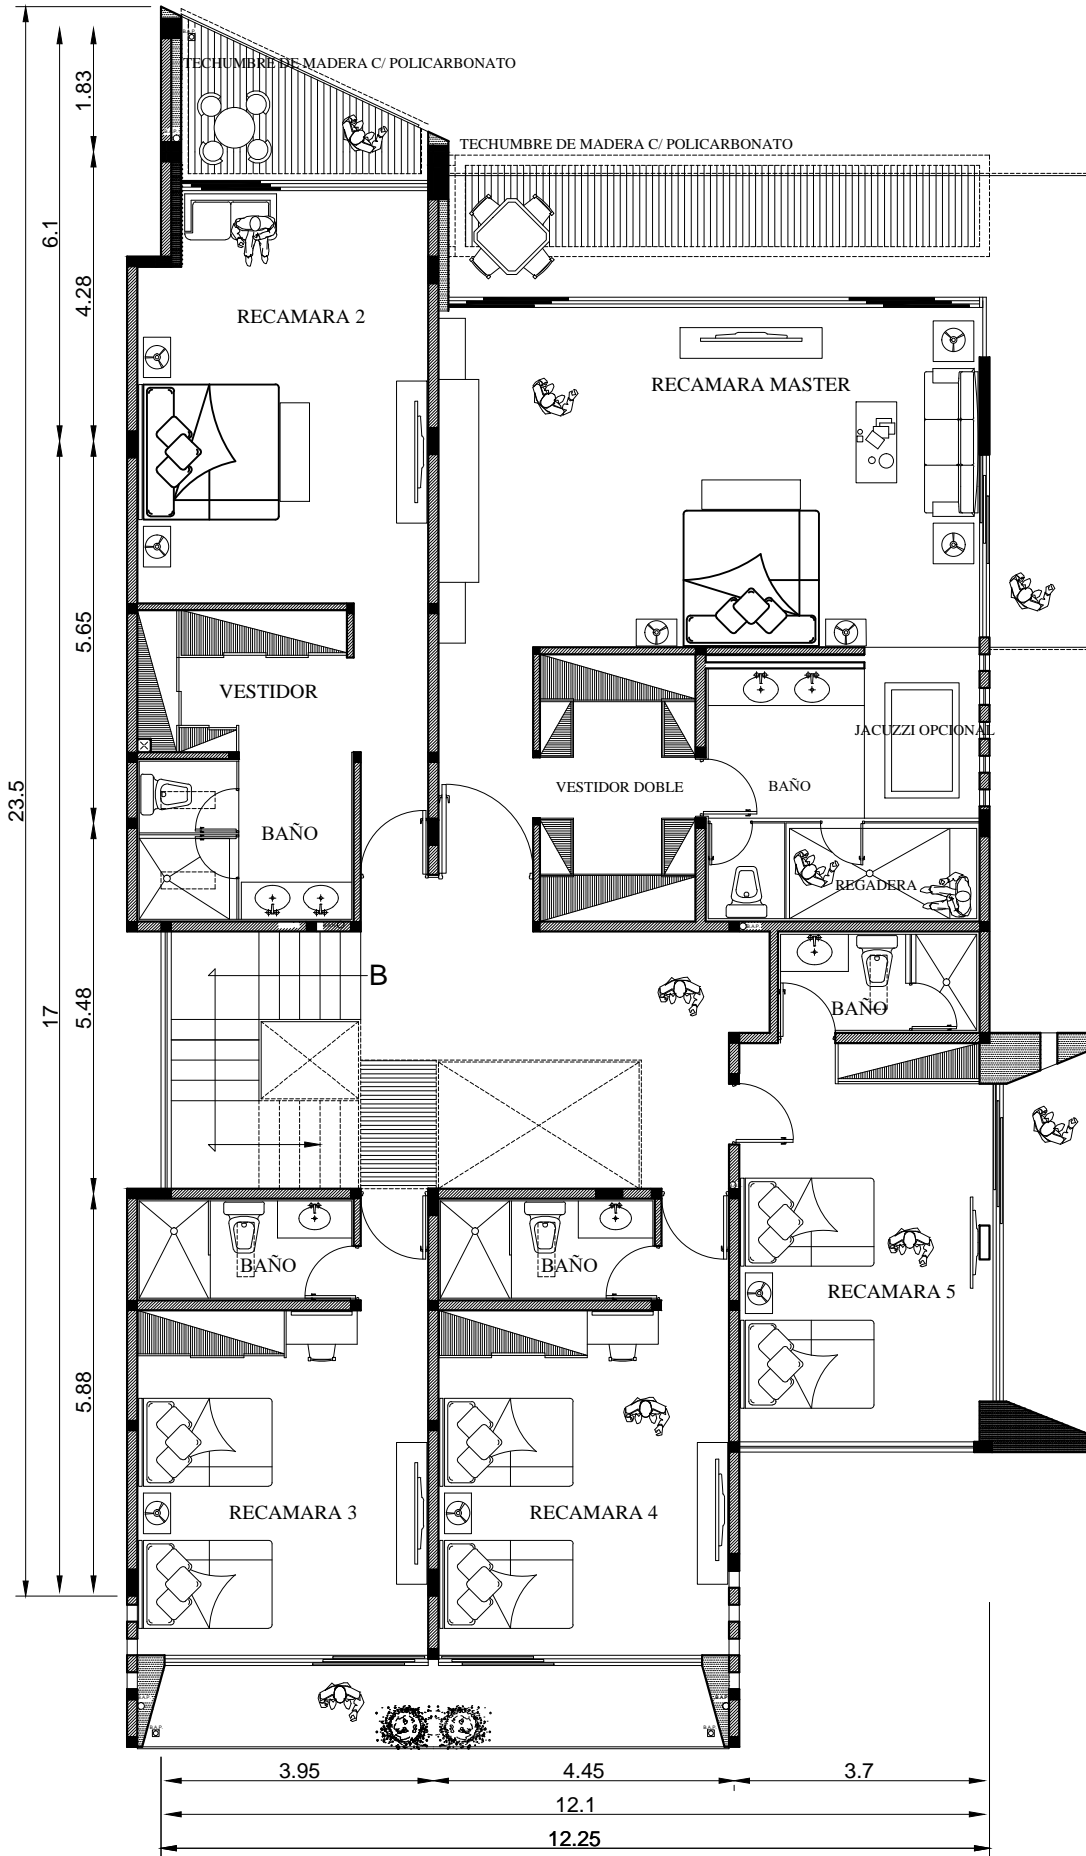 TECHUMBRE DE MADERA C/ POLICARBONATO
TECHUMBRE DE MADERA C/ POLICARBONATO
1.83
6.1
4.28
RECAMARA 2
RECAMARA MASTER
5.65
VESTIDOR
JACUZZI OPCIONAL
VESTIDOR DOBLE
BAÑO
23.5
BAÑO
REGADERA
B
17
5.48
BAÑO
BAÑO
BAÑO
RECAMARA 5
5.88
RECAMARA 3
RECAMARA 4
3.95
4.45
3.7
12.1
12.25